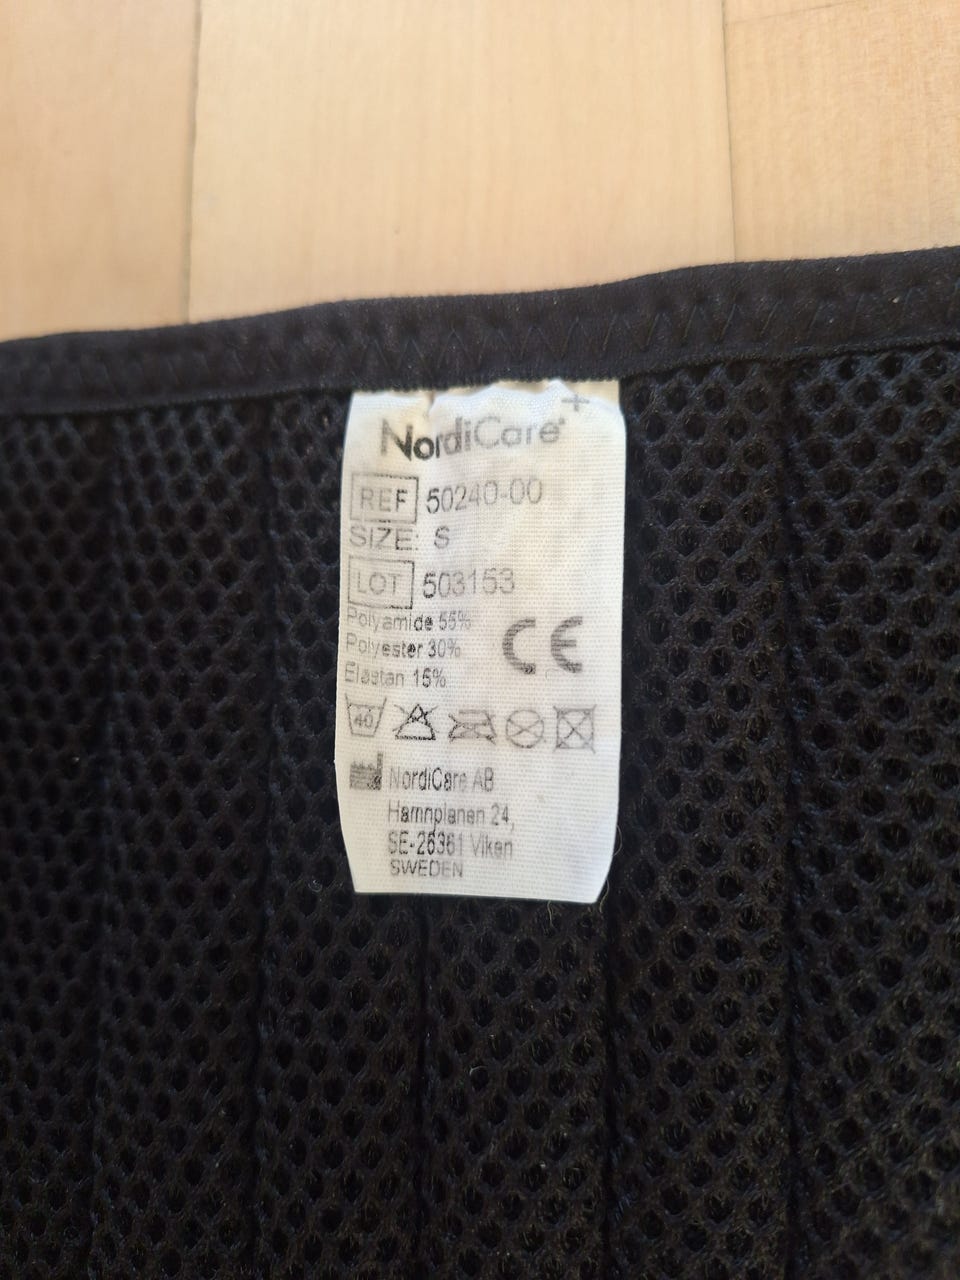 NordiCare+
REF 50240-00
SIZE: S
LOT 503153
Polyamide 55%
Polyester 30%
Elastan 15%
CE
40
NordiCare AB
Hamnplanen 24,
SE-26361 Viken
SWEDEN